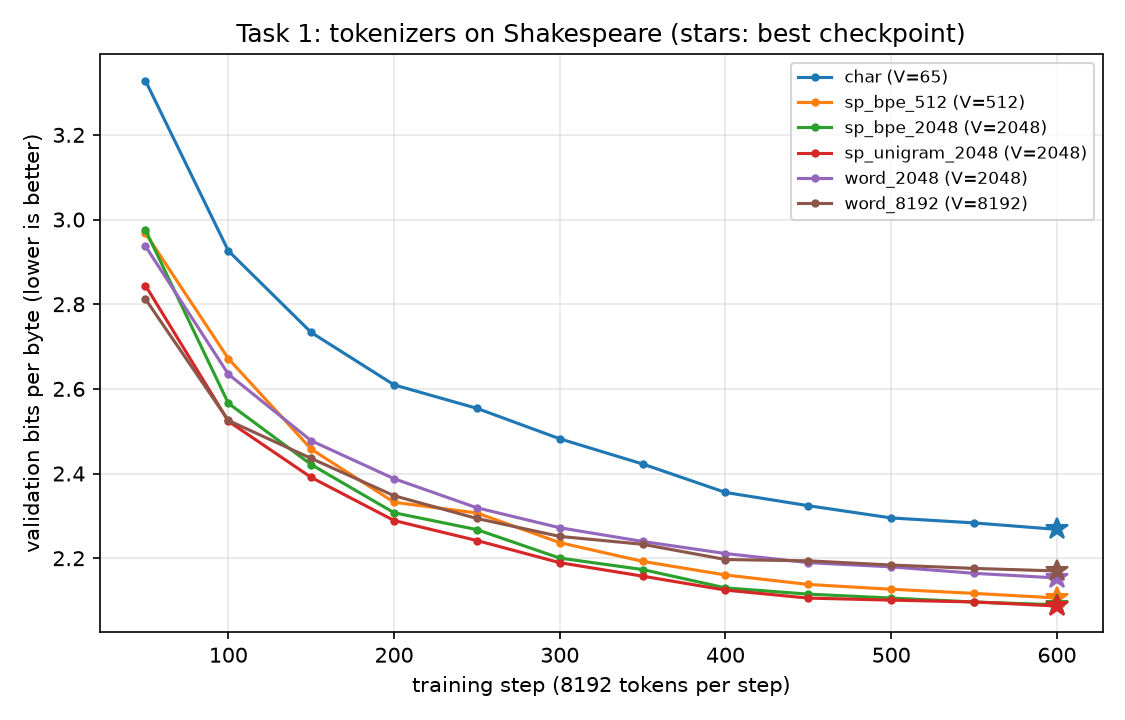 Task 1: tokenizers on Shakespeare (stars: best checkpoint)
char (V=65)
sp_bpe_512 (V=512)
sp_bpe_2048 (V=2048)
sp_unigram_2048 (V=2048)
word_2048 (V=2048)
word_8192 (V=8192)
validation bits per byte (lower is better)
3.2
3.0
2.8
2.6
2.4
2.2
100 200 300 400 500 600
training step (8192 tokens per step)